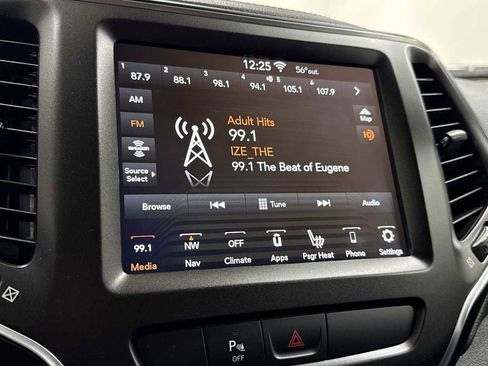 12:25 56° out.
1 87.9 2 88.1 3 98.1 4 94.1 5 105.1 6 107.9
AM
FM
Source Select
Adult Hits
99.1
IZE_THE
99.1 The Beat of Eugene
Map
HD
Browse Tune Audio
99.1 NW OFF
Media Nav Climate Apps Psgr Heat Phone Settings
P
OFF